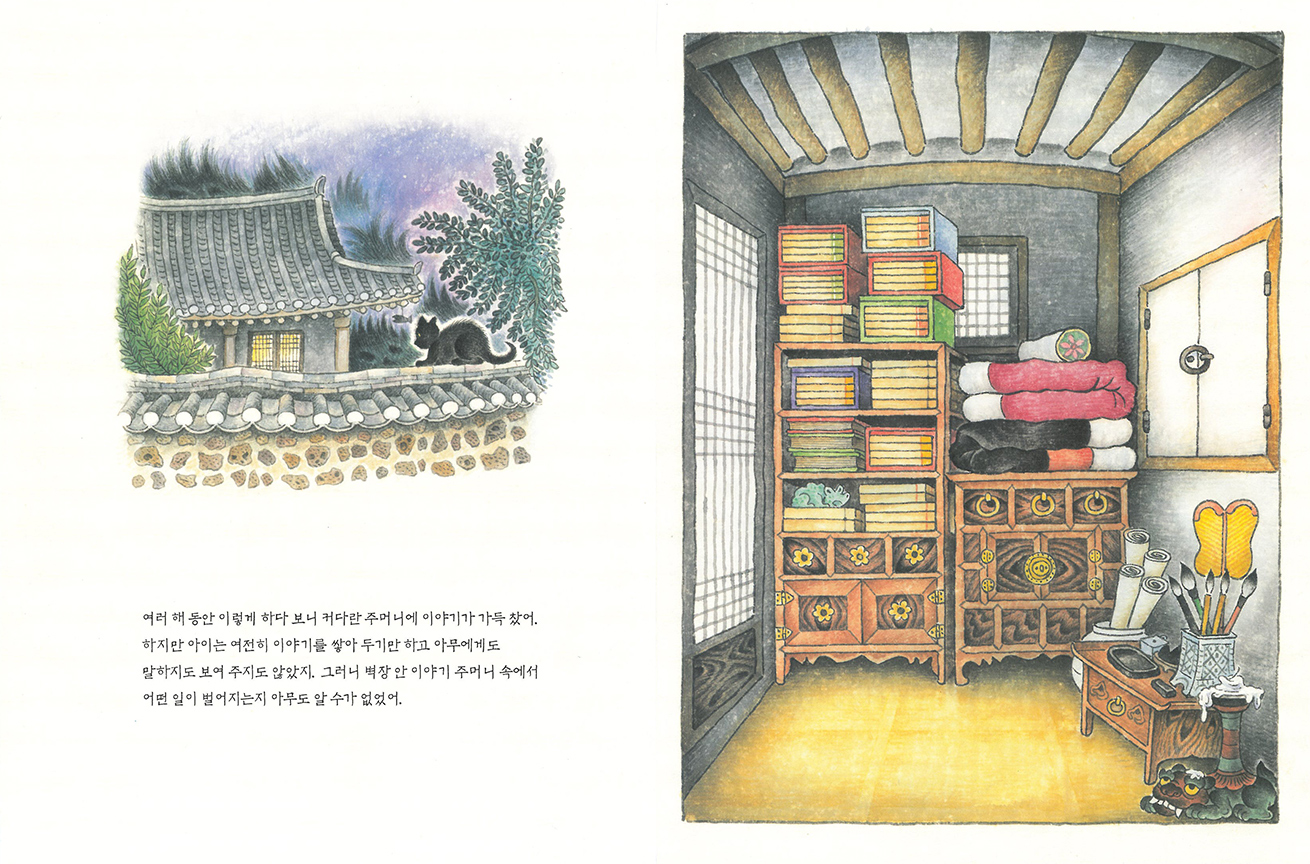 여러 해 동안 이렇게 하다 보니 커다란 주머니에 이야기가 가득 찼어.
하지만 아이는 여전히 이야기를 쌓아 두기만 하고 아무에게도
말하지도 보여 주지도 않았지. 그러니 벽장 안 이야기 주머니 속에서
어떤 일이 벌어지는지 아무도 알 수가 없었어.